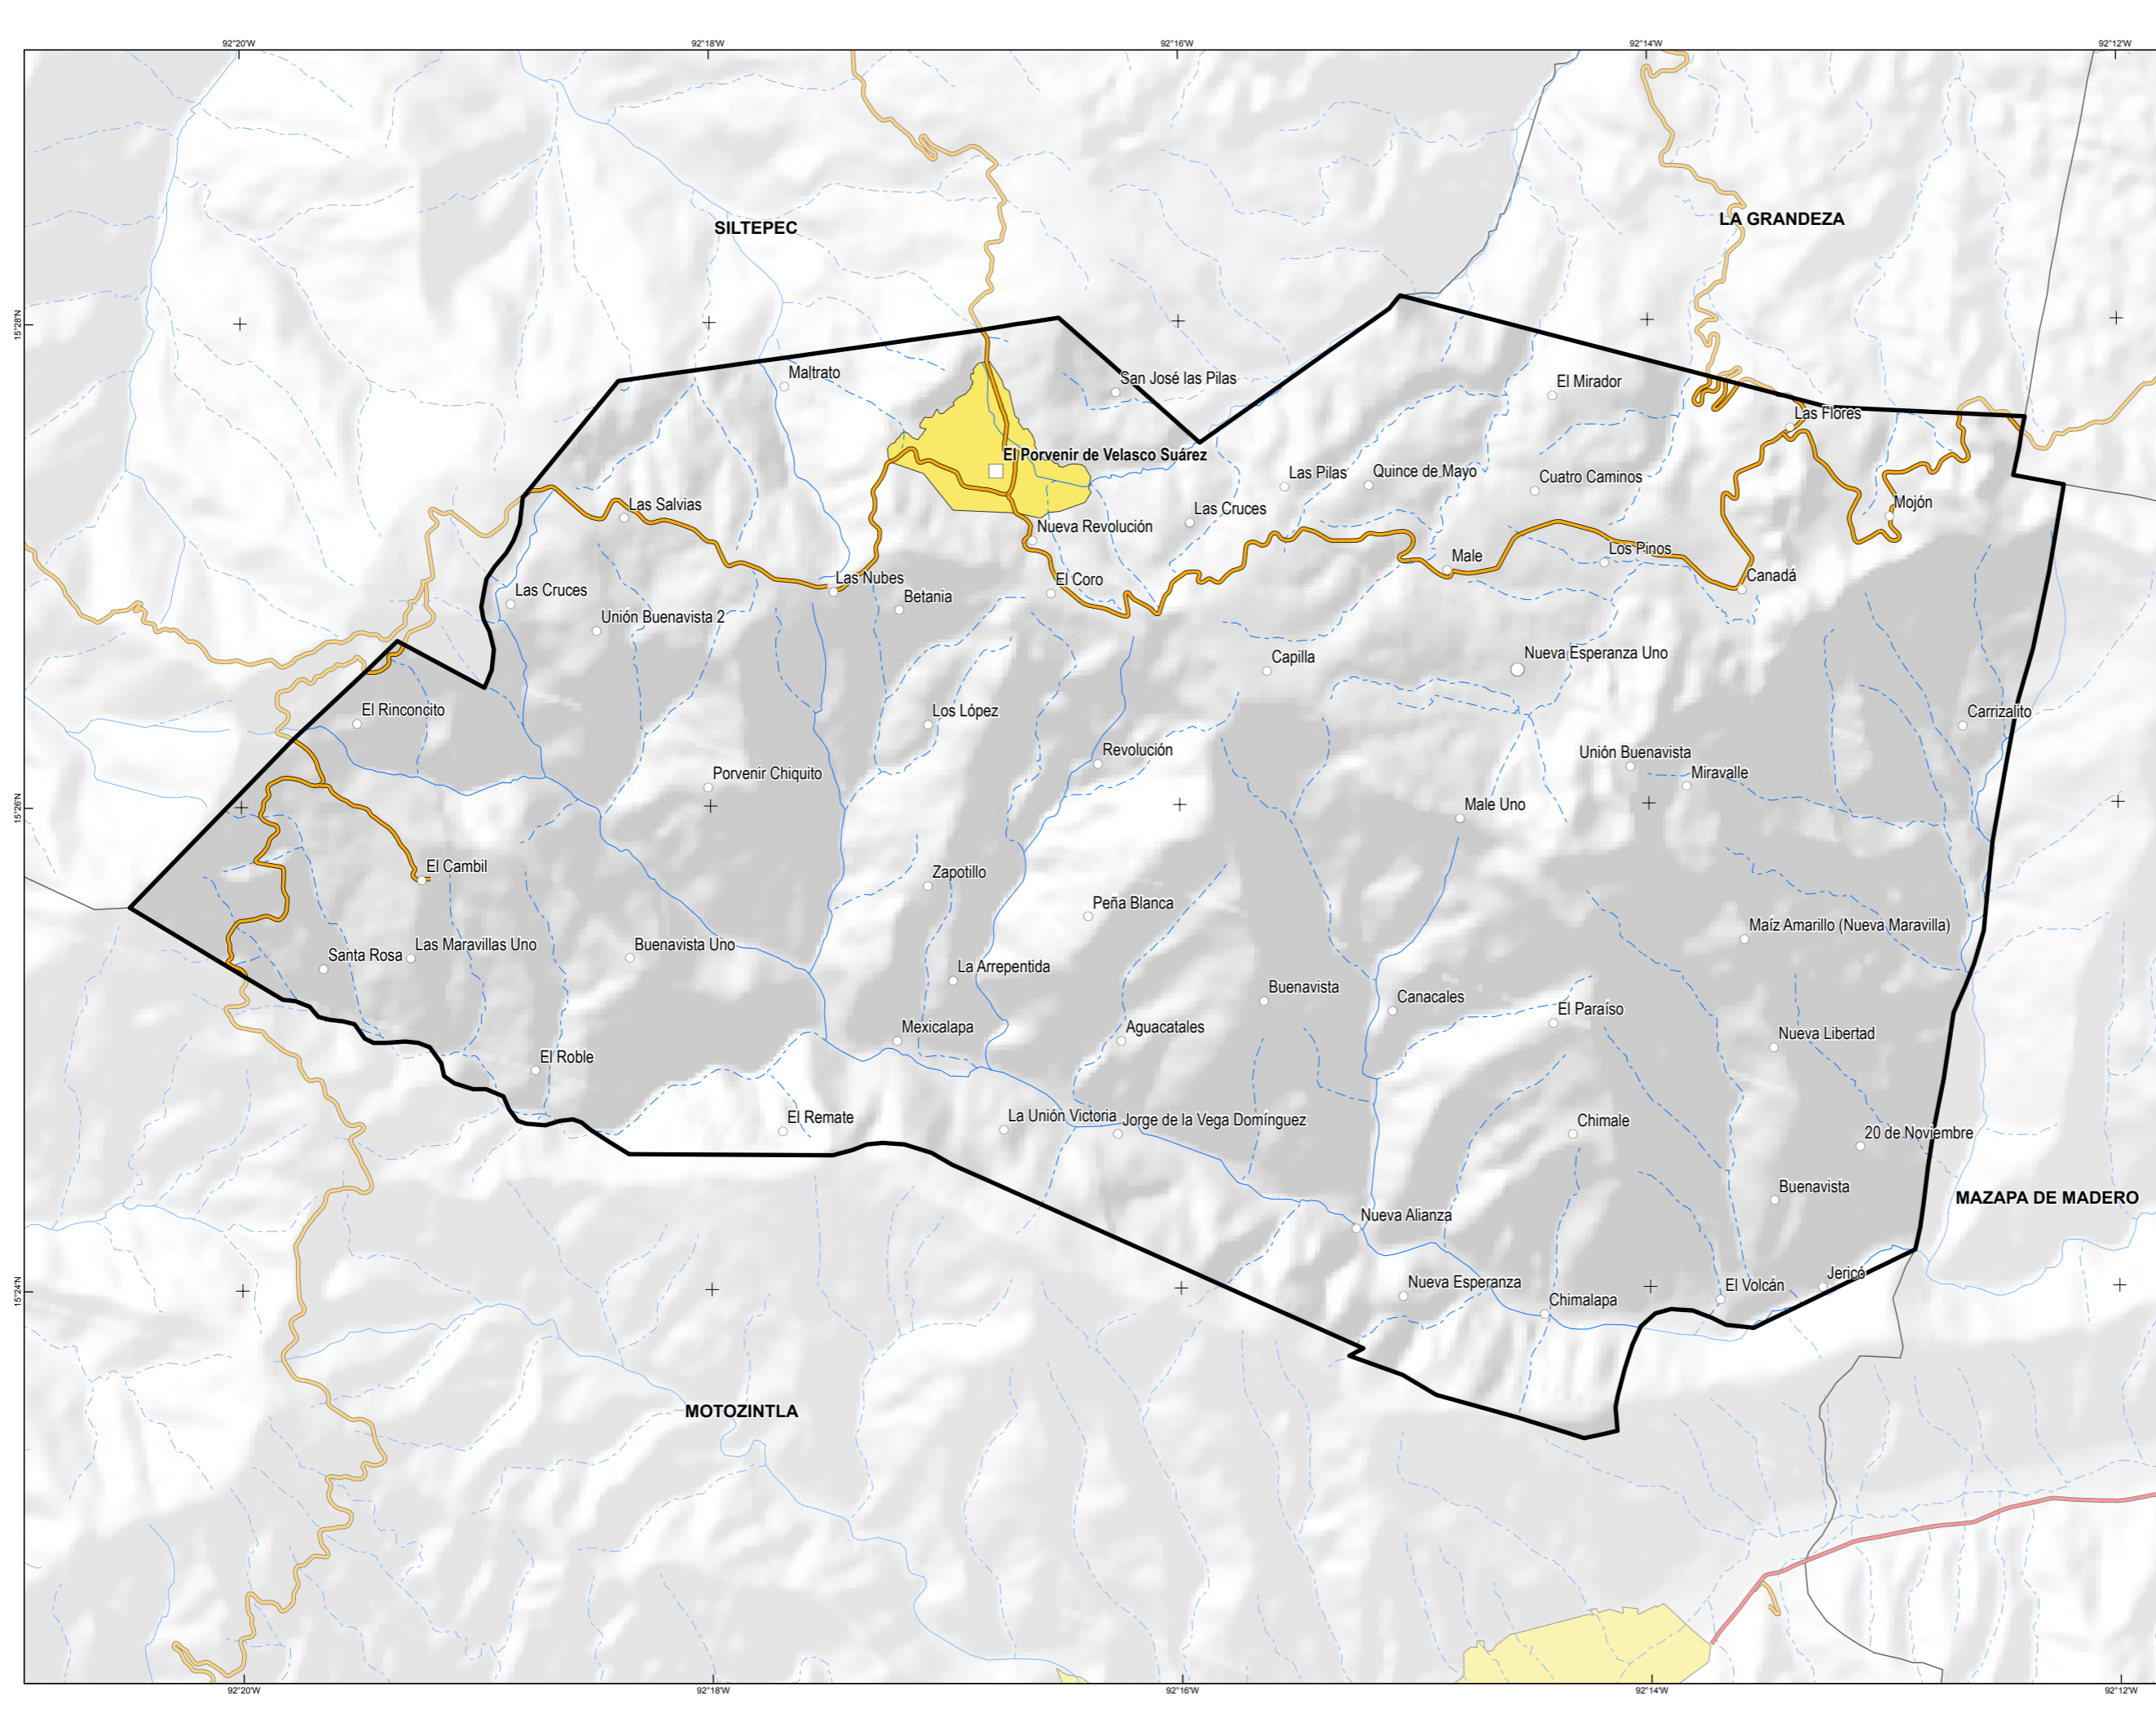 92°20'W
92°18'W
92°16'W
92°14'W
92°12'W
SILTEPEC
LA GRANDEZA
15°28'N
Maltrato
San José las Pilas
El Mirador
Las Flores
El Porvenir de Velasco Suárez
Las Pilas
Quince de Mayo
Cuatro Caminos
Las Salvias
Las Cruces
Mojón
Nueva Revolución
Male
Los Pinos
Las Cruces
Las Nubes
El Coro
Canadá
Betania
Unión Buenavista 2
Capilla
Nueva Esperanza Uno
El Rinconcito
Los López
Carrizalito
Revolución
Unión Buenavista
Porvenir Chiquito
Miravalle
15°26'N
Male Uno
El Cambil
Zapotillo
Peña Blanca
Maíz Amarillo (Nueva Maravilla)
Santa Rosa
Las Maravillas Uno
Buenavista Uno
La Arrepentida
Buenavista
Canacales
El Paraíso
Mexicalapa
Aguacatales
Nueva Libertad
El Roble
El Remate
La Unión Victoria
Jorge de la Vega Domínguez
Chimale
20 de Noviembre
Buenavista
MAZAPA DE MADERO
Nueva Alianza
15°24'N
Nueva Esperanza
El Volcán
Jericó
Chimalapa
MOTOZINTLA
92°20'W
92°18'W
92°16'W
92°14'W
92°12'W